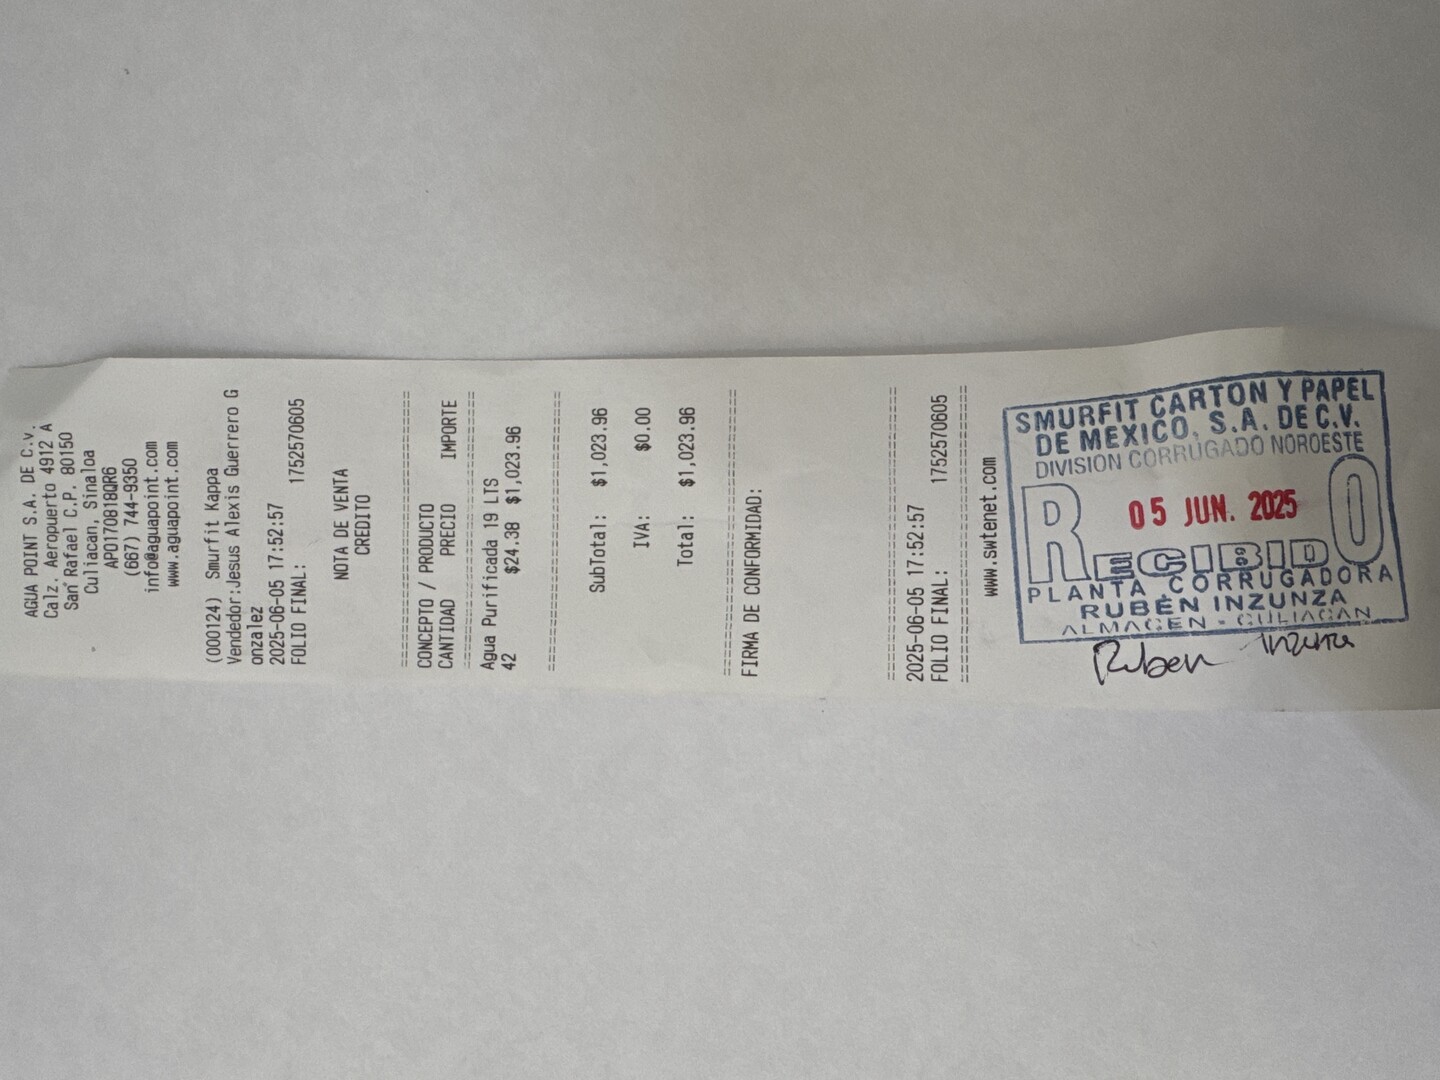 AGUA POINT S.A. DE C.V.
Calz. Aeropuerto 4912 A
San Rafael C.P. 80150
Culiacan, Sinaloa
APO170818QR6
(667) 744-9350
info@aguapoint.com
www.aguapoint.com
(000124) Smurfit Kappa
Vendedor:Jesus Alexis Guerrero G
onzalez
2025-06-05 17:52:57
FOLIO FINAL: 1752570605
NOTA DE VENTA
CREDITO
================================
CONCEPTO / PRODUCTO
CANTIDAD PRECIO IMPORTE
================================
Agua Purificada 19 LTS
42 $24.38 $1,023.96
================================
SubTotal: $1,023.96
IVA: $0.00
Total: $1,023.96
================================
FIRMA DE CONFORMIDAD:
================================
2025-06-05 17:52:57
FOLIO FINAL: 1752570605
================================
www.swtenet.com
SMURFIT CARTON Y PAPEL
DE MEXICO, S.A. DE C.V.
DIVISION CORRUGADO NOROESTE
05 JUN. 2025
RECIBIDO
PLANTA CORRUGADORA
RUBÉN INZUNZA
ALMACEN - CULIACAN
Ruben Inzunza